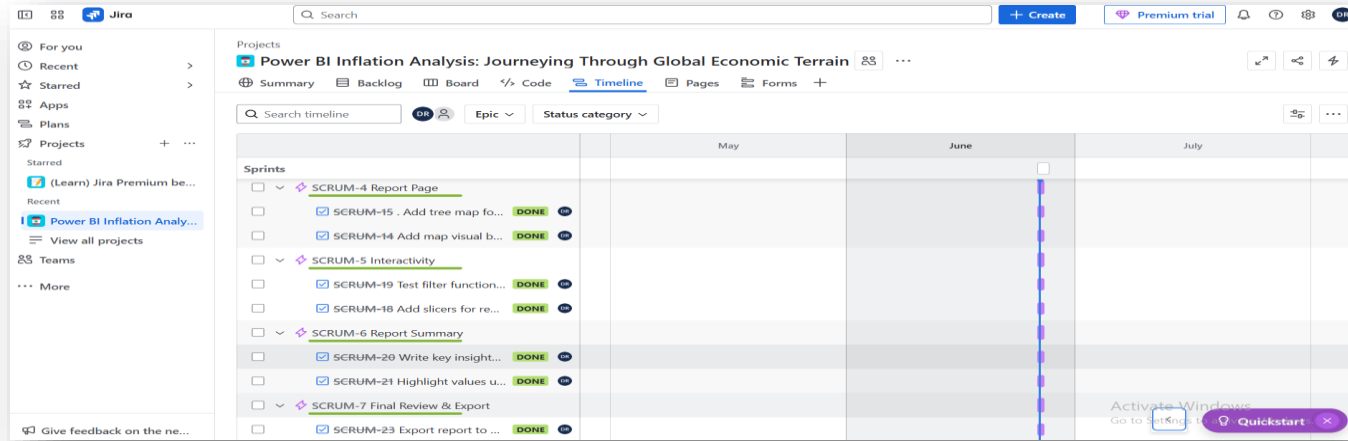 Jira
Search
+ Create
Premium trial
DR
For you
Recent
Starred
Apps
Plans
Projects
Starred
(Learn) Jira Premium be...
Recent
Power BI Inflation Analy...
View all projects
Teams
More
Give feedback on the ne...
Projects
Power BI Inflation Analysis: Journeying Through Global Economic Terrain
Summary Backlog Board Code Timeline Pages Forms +
Search timeline DR Epic Status category
May June July
Sprints
SCRUM-4 Report Page
SCRUM-15 . Add tree map fo... DONE DR
SCRUM-14 Add map visual b... DONE DR
SCRUM-5 Interactivity
SCRUM-19 Test filter function... DONE DR
SCRUM-18 Add slicers for re... DONE DR
SCRUM-6 Report Summary
SCRUM-20 Write key insight... DONE DR
SCRUM-21 Highlight values u... DONE DR
SCRUM-7 Final Review & Export
SCRUM-23 Export report to ... DONE DR
Activate Windows
Go to Settings to
Quickstart